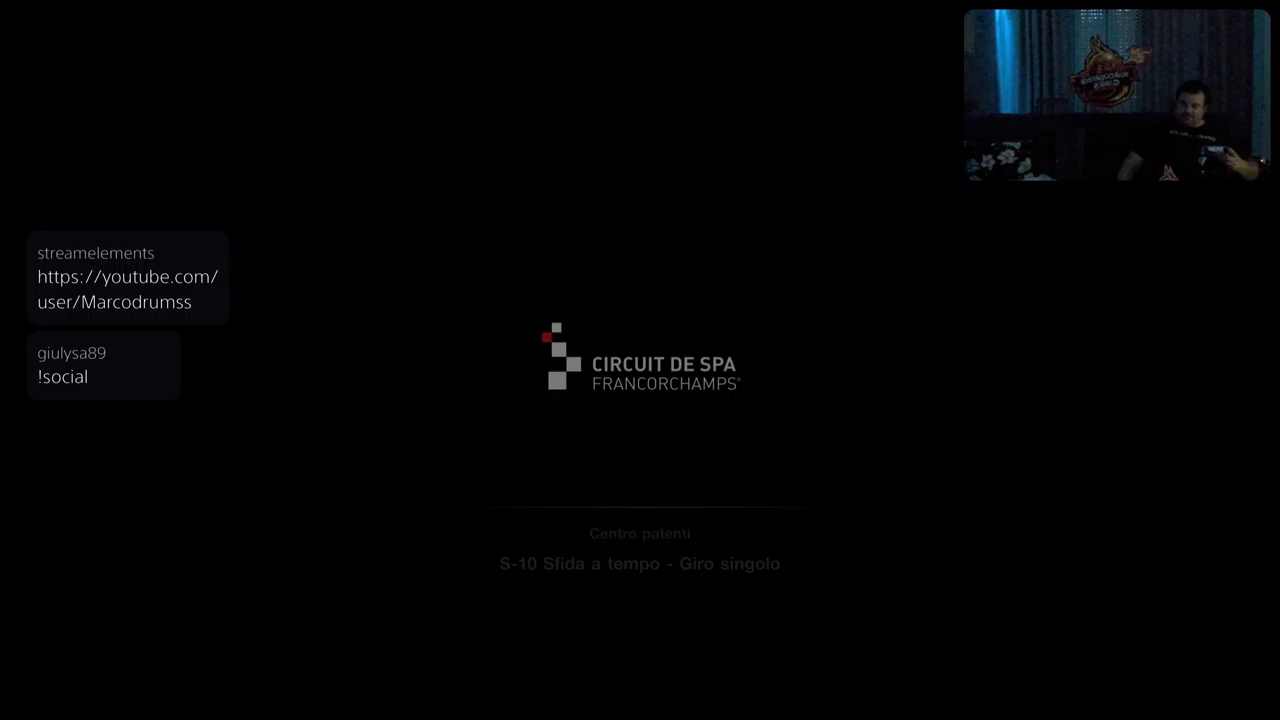 streamelements
https://youtube.com/
user/Marcodrumss
giulysa89
!social
CIRCUIT DE SPA
FRANCORCHAMPS®
Centro patenti
S-10 Sfida a tempo - Giro singolo